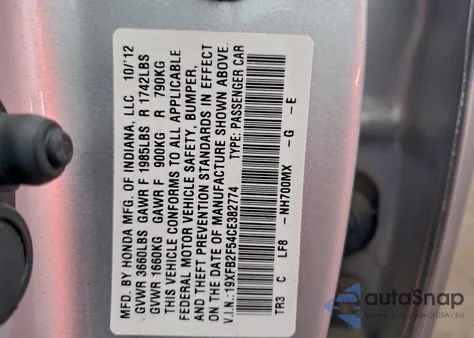 MFD. BY HONDA MFG. OF INDIANA, LLC 10/'12
GVWR 3660LBS GAWR F 1985LBS R 1742LBS
GVWR 1660KG GAWR F 900KG R 790KG
THIS VEHICLE CONFORMS TO ALL APPLICABLE
FEDERAL MOTOR VEHICLE SAFETY, BUMPER,
AND THEFT PREVENTION STANDARDS IN EFFECT
ON THE DATE OF MANUFACTURE SHOWN ABOVE.
V.I.N.:19XFB2F54CE382774 TYPE: PASSENGER CAR
TR3 C LF8 -NH700MX -G -E
autoSnap